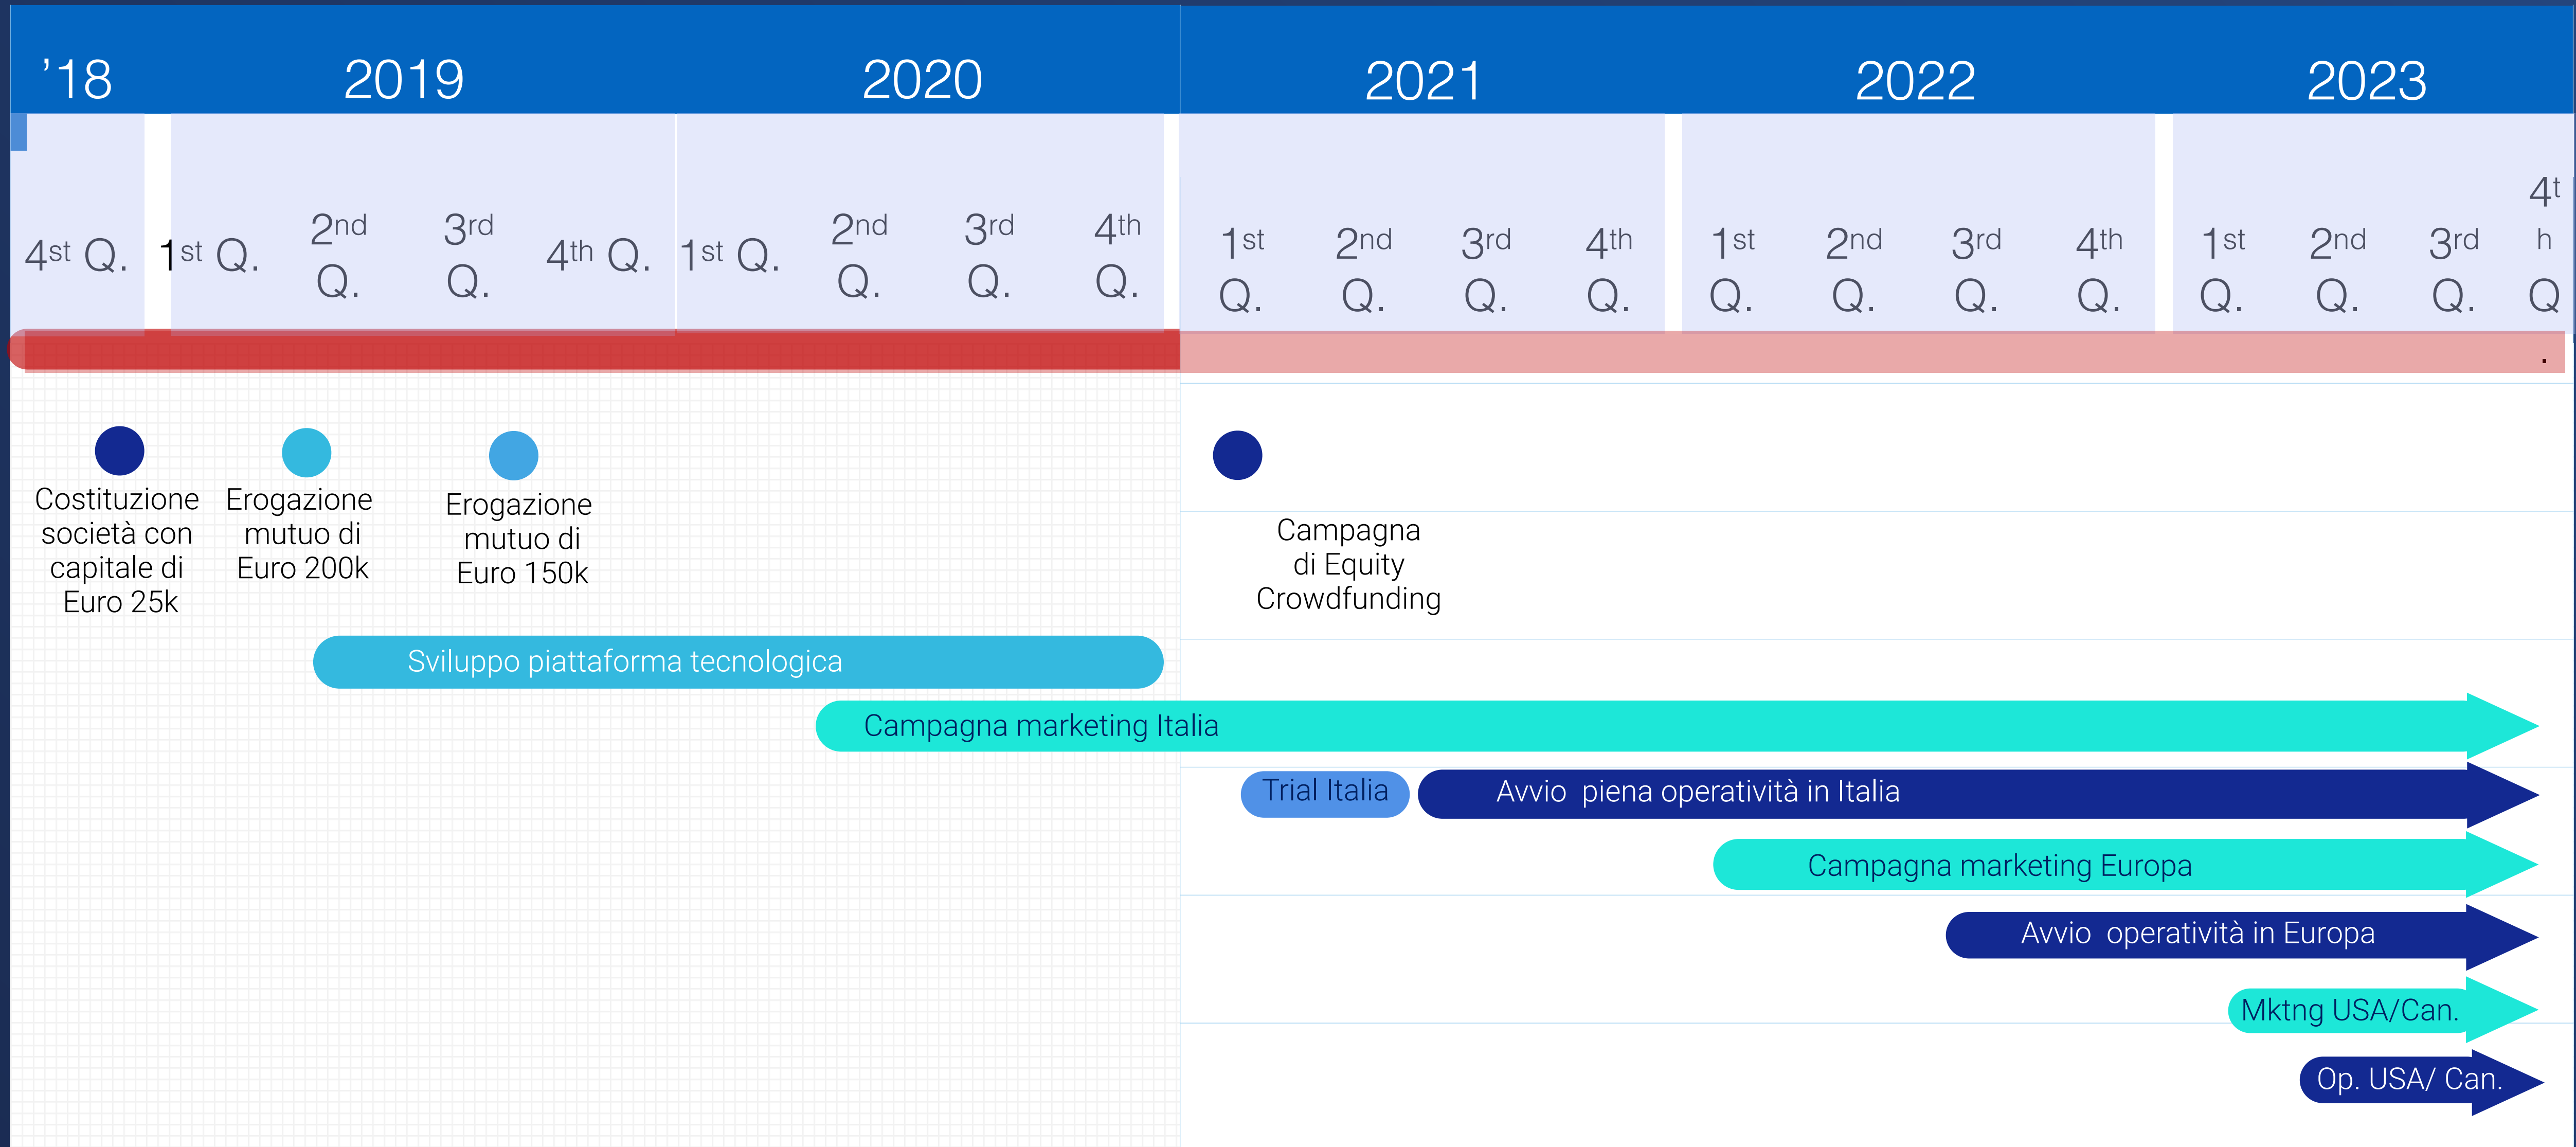 ’18 2019 2020 2021 2022 2023
4st Q. 1st Q. 2nd Q. 3rd Q. 4th Q. 1st Q. 2nd Q. 3rd Q. 4th Q. 1st Q. 2nd Q. 3rd Q. 4th Q. 1st Q. 2nd Q. 3rd Q. 4th Q. 1st Q. 2nd Q. 3rd Q. 4th Q.
Costituzione
società con
capitale di
Euro 25k
Erogazione
mutuo di
Euro 200k
Erogazione
mutuo di
Euro 150k
Campagna
di Equity
Crowdfunding
Sviluppo piattaforma tecnologica
Campagna marketing Italia
Trial Italia
Avvio piena operatività in Italia
Campagna marketing Europa
Avvio operatività in Europa
Mktng USA/Can.
Op. USA/ Can.